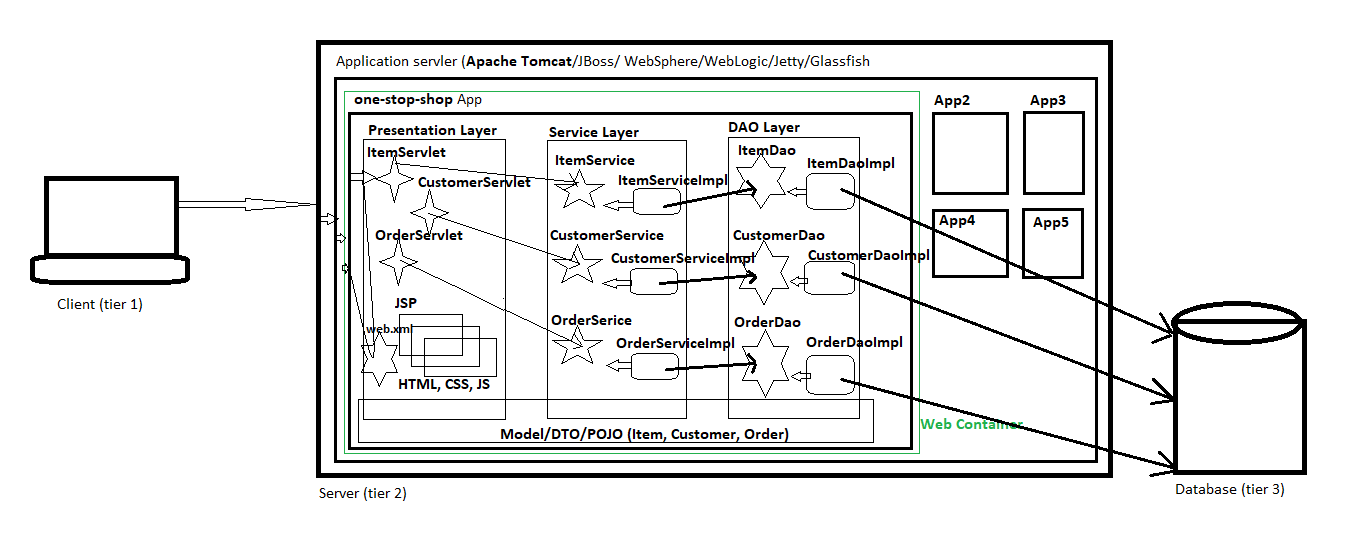 Application servler (Apache Tomcat/JBoss/ WebSphere/WebLogic/Jetty/Glassfish
one-stop-shop App
App2
App3
Presentation Layer
Service Layer
DAO Layer
ItemServlet
ItemService
ItemDao
ItemDaoImpl
CustomerServlet
ItemServiceImpl
App4
App5
OrderServlet
CustomerService
CustomerDao
CustomerServiceImpl
CustomerDaoImpl
Client (tier 1)
JSP
web.xml
OrderSerice
OrderDao
OrderServiceImpl
OrderDaoImpl
HTML, CSS, JS
Web Container
Model/DTO/POJO (Item, Customer, Order)
Server (tier 2)
Database (tier 3)